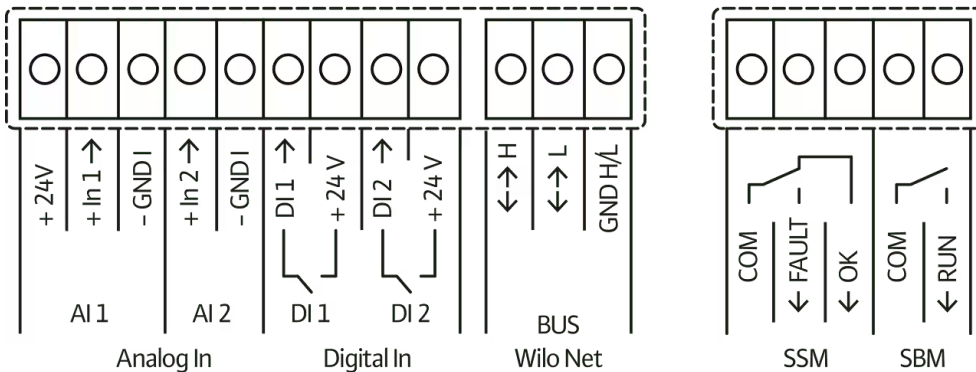 + 24V
+ In 1 →
- GND I
+ In 2 →
- GND I
DI 1 →
+ 24 V
DI 2 →
+ 24 V
↔ H
↔ L
GND H/L
COM
← FAULT
← OK
COM
← RUN
AI 1 AI 2 DI 1 DI 2
BUS
Analog In Digital In Wilo Net SSM SBM